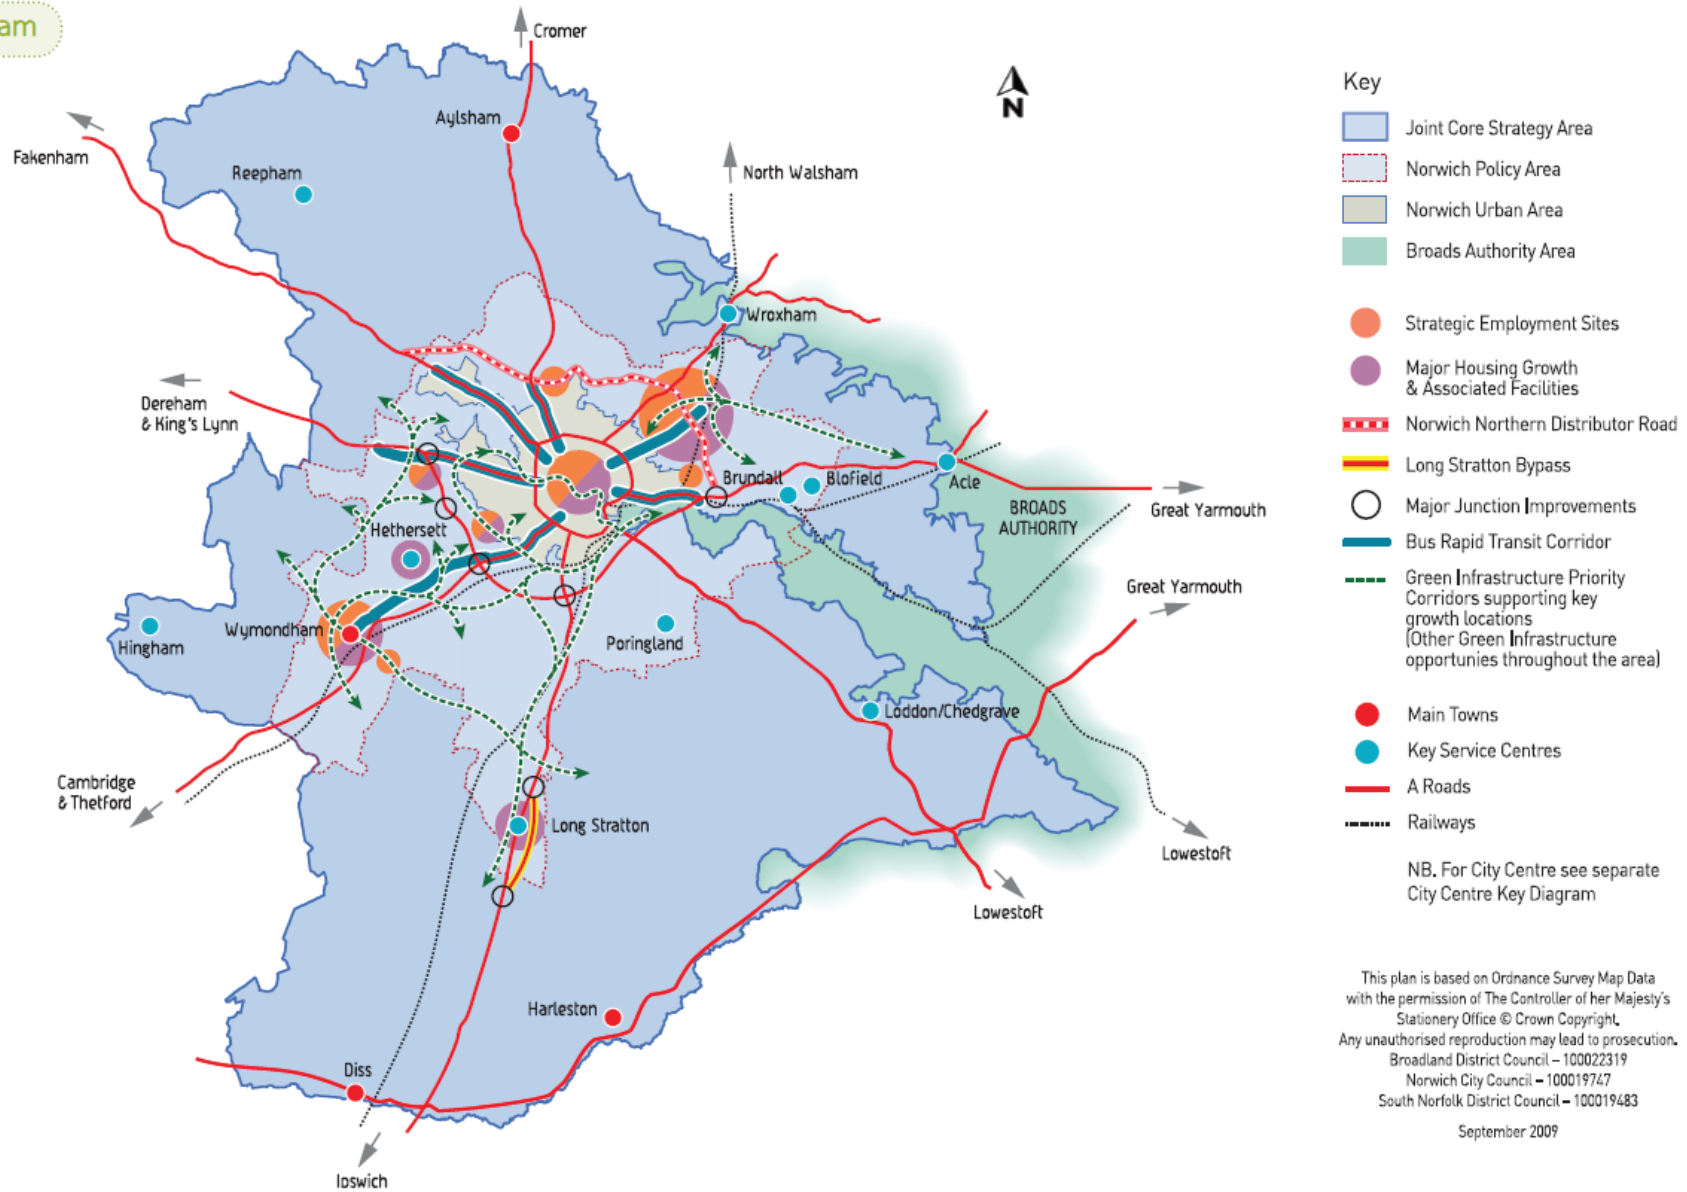 am
Cromer
Aylsham
Fakenham
Reepham
North Walsham
N
Wroxham
Dereham
& King's Lynn
Brundall
Blofield
Acle
BROADS
AUTHORITY
Great Yarmouth
Hethersett
Great Yarmouth
Hingham
Wymondham
Poringland
Loddon/Chedgrave
Cambridge
& Thetford
Long Stratton
Lowestoft
Lowestoft
Harleston
Diss
Ipswich
Key
Joint Core Strategy Area
Norwich Policy Area
Norwich Urban Area
Broads Authority Area
Strategic Employment Sites
Major Housing Growth
& Associated Facilities
Norwich Northern Distributor Road
Long Stratton Bypass
Major Junction Improvements
Bus Rapid Transit Corridor
Green Infrastructure Priority
Corridors supporting key
growth locations
(Other Green Infrastructure
opportunies throughout the area)
Main Towns
Key Service Centres
A Roads
Railways
NB. For City Centre see separate
City Centre Key Diagram
This plan is based on Ordnance Survey Map Data
with the permission of The Controller of her Majesty's
Stationery Office © Crown Copyright.
Any unauthorised reproduction may lead to prosecution.
Broadland District Council – 100022319
Norwich City Council – 100019747
South Norfolk District Council – 100019483
September 2009